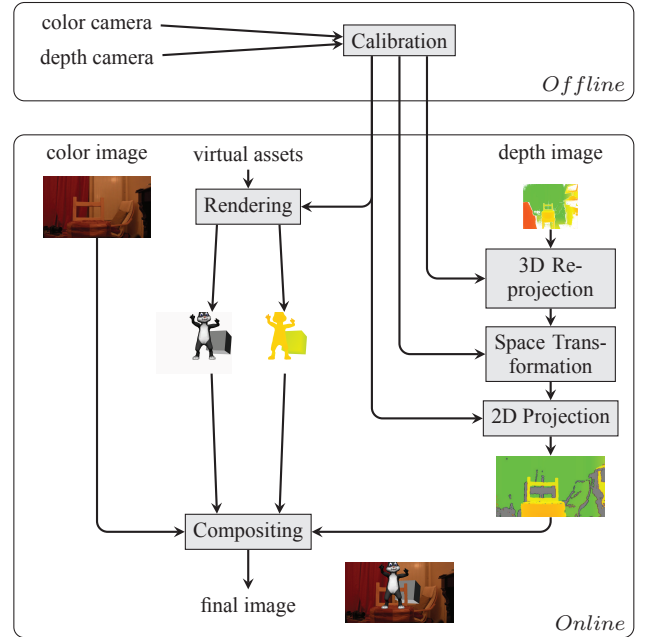 color camera
depth camera
Calibration
Offline
color image
virtual assets
depth image
Rendering
3D Re-
projection
Space Trans-
formation
2D Projection
Compositing
final image
Online